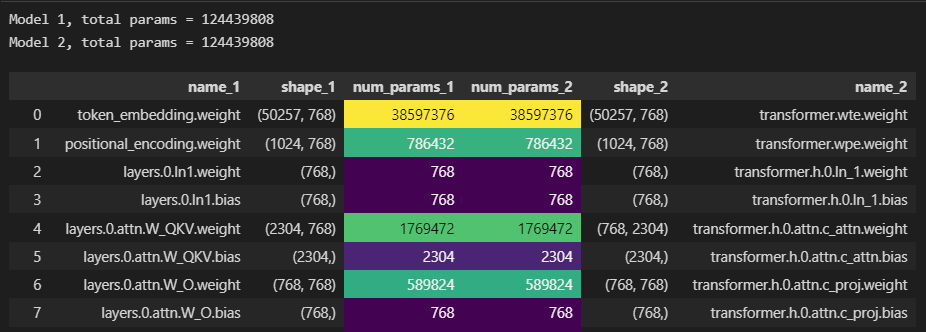 Model 1, total params = 124439808
Model 2, total params = 124439808
name_1 shape_1 num_params_1 num_params_2 shape_2 name_2
0 token_embedding.weight (50257, 768) 38597376 38597376 (50257, 768) transformer.wte.weight
1 positional_encoding.weight (1024, 768) 786432 786432 (1024, 768) transformer.wpe.weight
2 layers.0.ln1.weight (768,) 768 768 (768,) transformer.h.0.ln_1.weight
3 layers.0.ln1.bias (768,) 768 768 (768,) transformer.h.0.ln_1.bias
4 layers.0.attn.W_QKV.weight (2304, 768) 1769472 1769472 (768, 2304) transformer.h.0.attn.c_attn.weight
5 layers.0.attn.W_QKV.bias (2304,) 2304 2304 (2304,) transformer.h.0.attn.c_attn.bias
6 layers.0.attn.W_O.weight (768, 768) 589824 589824 (768, 768) transformer.h.0.attn.c_proj.weight
7 layers.0.attn.W_O.bias (768,) 768 768 (768,) transformer.h.0.attn.c_proj.bias